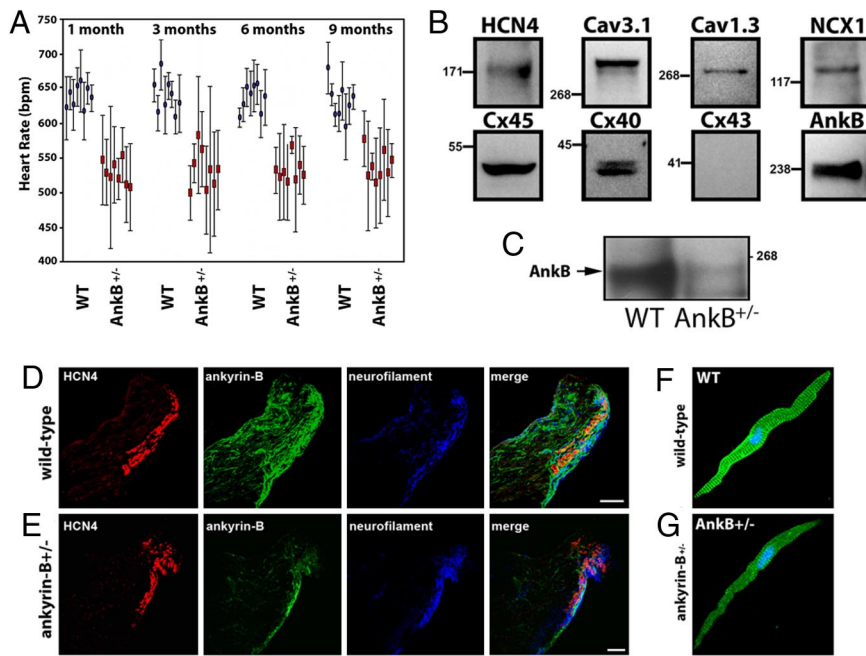 A
1 month 3 months 6 months 9 months
750
700
650
600
550
500
450
400
Heart Rate (bpm)
WT AnkB+/- WT AnkB+/- WT AnkB+/- WT AnkB+/-
B
HCN4 Cav3.1 Cav1.3 NCX1
171 268 268 117
Cx45 Cx40 Cx43 AnkB
55 45 41 238
C
AnkB 268
WT AnkB+/-
D
wild-type
HCN4 ankyrin-B neurofilament merge
E
ankyrin-B+/-
HCN4 ankyrin-B neurofilament merge
F
wild-type
WT
G
ankyrin-B+/-
AnkB+/-